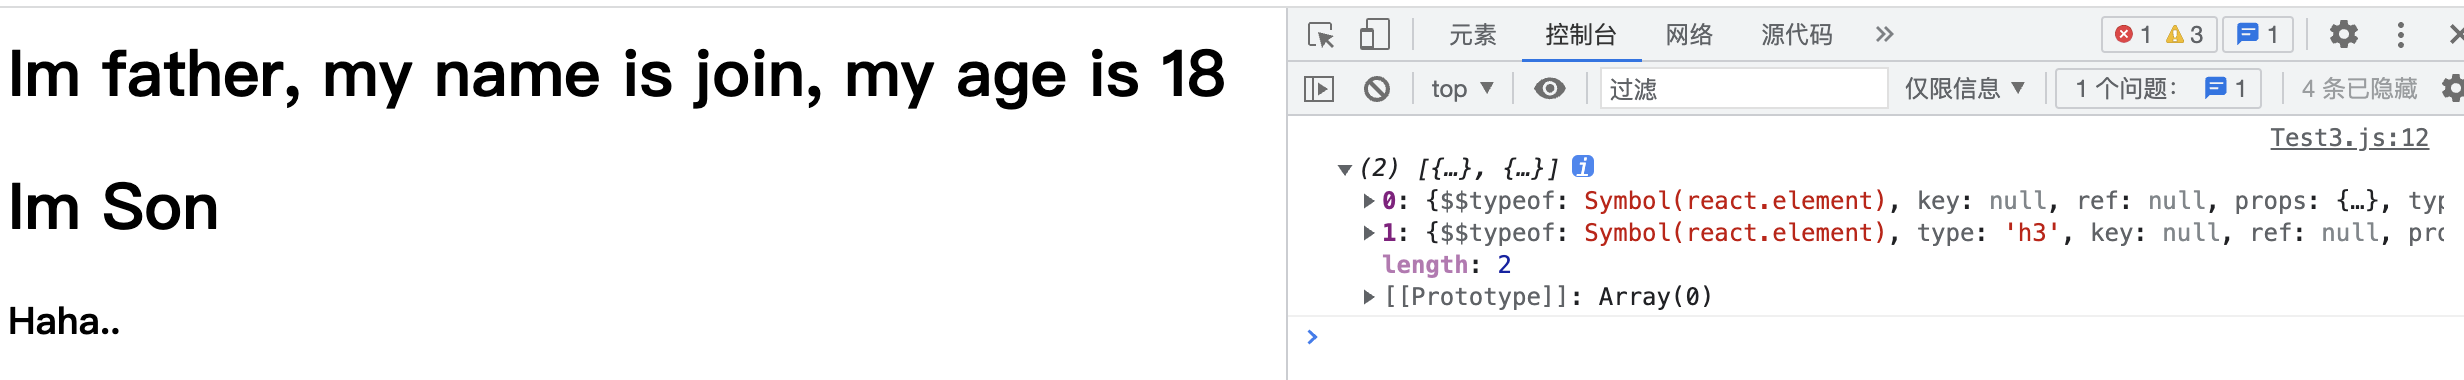 Im father, my name is join, my age is 18
Im Son
Haha..
元素 控制台 网络 源代码 » 1 3 1
top 过滤 仅限信息 1 个问题: 1 4 条已隐藏
Test3.js:12
(2) [{…}, {…}] i
0: {$$typeof: Symbol(react.element), key: null, ref: null, props: {…}, typ
1: {$$typeof: Symbol(react.element), type: 'h3', key: null, ref: null, pro
length: 2
[[Prototype]]: Array(0)
>